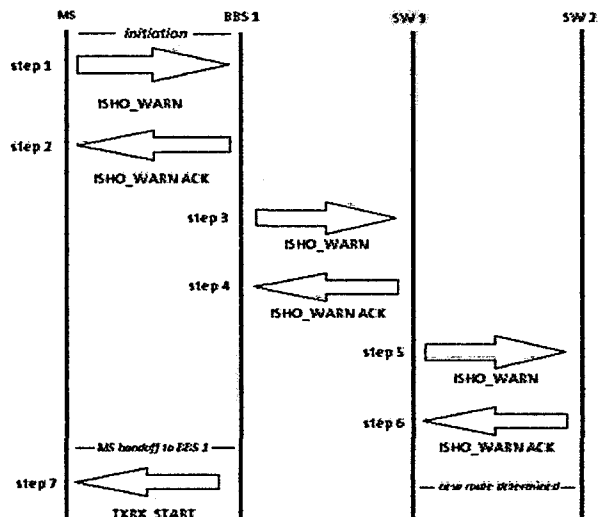 MS BBS 1 SW 1 SW 2
initiation
step 1
ISHO_WARN
step 2
ISHO_WARN ACK
step 3
ISHO_WARN
step 4
ISHO_WARN ACK
step 5
ISHO_WARN
step 6
ISHO_WARN ACK
MS handoff to BBS 1
new route determined
step 7
TXRX_START